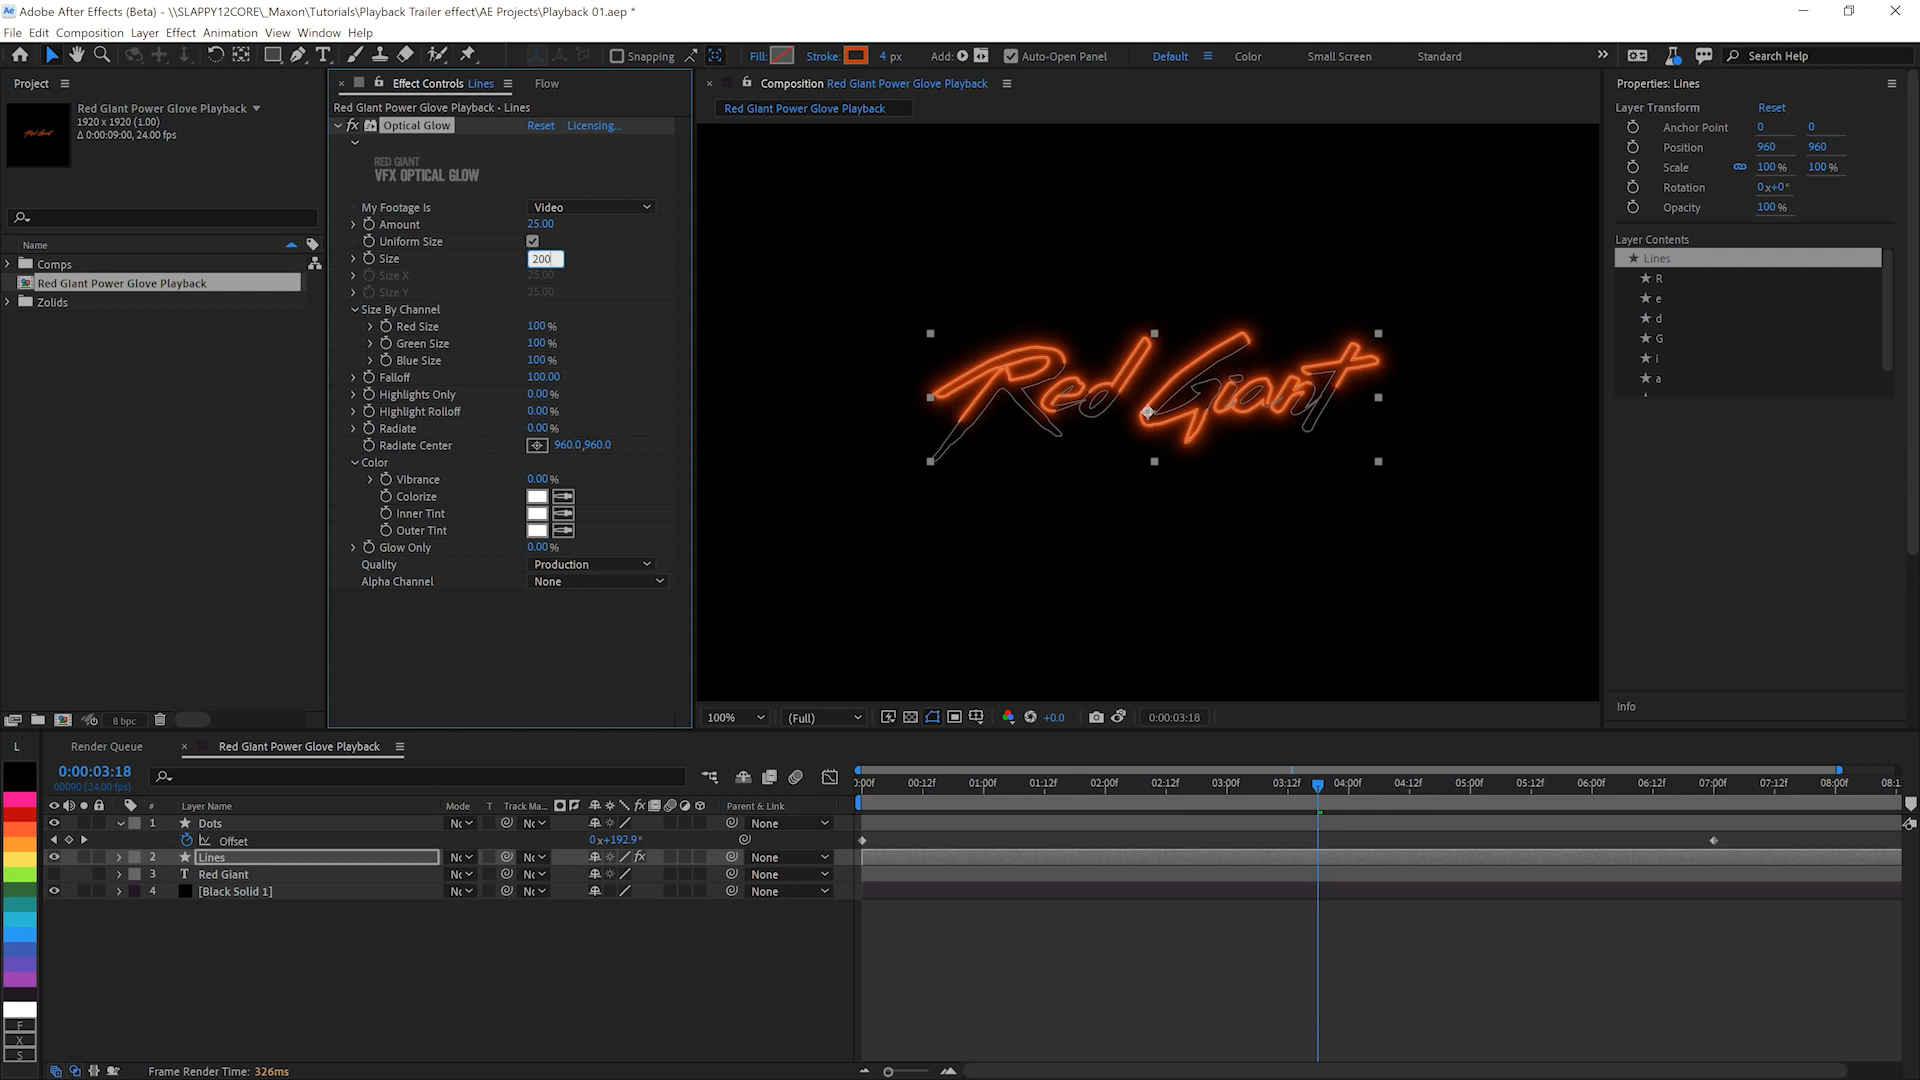 Adobe After Effects (Beta) - \\SLAPPY12CORE\_Maxon\Tutorials\Playback Trailer effect\AE Projects\Playback 01.aep *
File Edit Composition Layer Effect Animation View Window Help
Snapping Fill: Stroke: 4 px Add: Auto-Open Panel Default Color Small Screen Standard Search Help
Project
Red Giant Power Glove Playback
1920 x 1920 (1.00)
Δ 0:00:09:00, 24.00 fps
Name
Comps
Red Giant Power Glove Playback
Zolids
8 bpc
Effect Controls Lines Flow
Red Giant Power Glove Playback • Lines
fx Optical Glow Reset Licensing...
RED GIANT
VFX OPTICAL GLOW
My Footage Is Video
Amount 25.00
Uniform Size
Size 200
Size X 25.00
Size Y 25.00
Size By Channel
Red Size 100 %
Green Size 100 %
Blue Size 100 %
Falloff 100.00
Highlights Only 0.00 %
Highlight Rolloff 0.00 %
Radiate 0.00 %
Radiate Center 960.0,960.0
Color
Vibrance 0.00 %
Colorize
Inner Tint
Outer Tint
Glow Only 0.00 %
Quality Production
Alpha Channel None
Composition Red Giant Power Glove Playback
Red Giant Power Glove Playback
Red Giant
100% (Full) +0.0 0:00:03:18
Properties: Lines
Layer Transform Reset
Anchor Point 0 0
Position 960 960
Scale 100 % 100 %
Rotation 0x+0°
Opacity 100 %
Layer Contents
Lines
R
e
d
G
i
a
Info
L
Render Queue Red Giant Power Glove Playback
0:00:03:18
00090 (24.00 fps)
# Layer Name Mode T Track Ma... fx Parent & Link
1 Dots None
Offset 0x+192.9°
2 Lines fx None
3 T Red Giant None
4 [Black Solid 1] None
00:12f 01:00f 01:12f 02:00f 02:12f 03:00f 03:12f 04:00f 04:12f 05:00f 05:12f 06:00f 06:12f 07:00f 07:12f 08:00f
F
X
S
Frame Render Time: 326ms